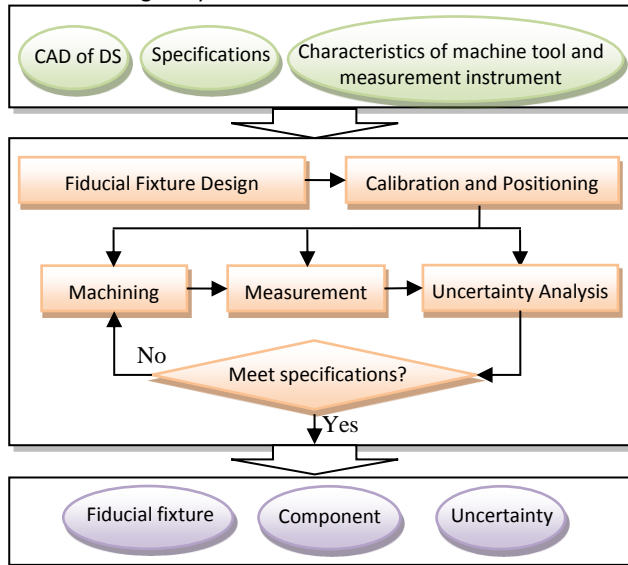 CAD of DS
Specifications
Characteristics of machine tool and
measurement instrument
Fiducial Fixture Design
Calibration and Positioning
Machining
Measurement
Uncertainty Analysis
No
Meet specifications?
Yes
Fiducial fixture
Component
Uncertainty